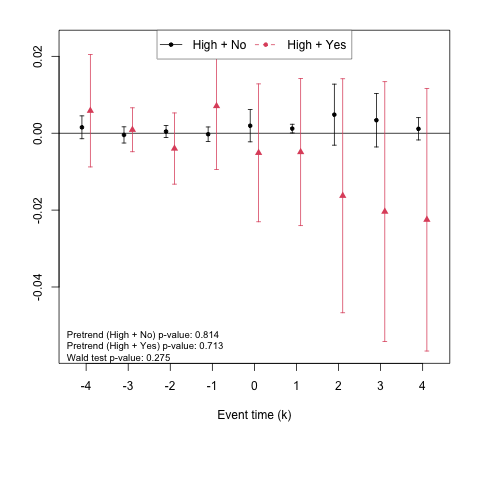 High + No High + Yes
0.02
0.00
-0.02
-0.04
Pretrend (High + No) p-value: 0.814
Pretrend (High + Yes) p-value: 0.713
Wald test p-value: 0.275
-4 -3 -2 -1 0 1 2 3 4
Event time (k)